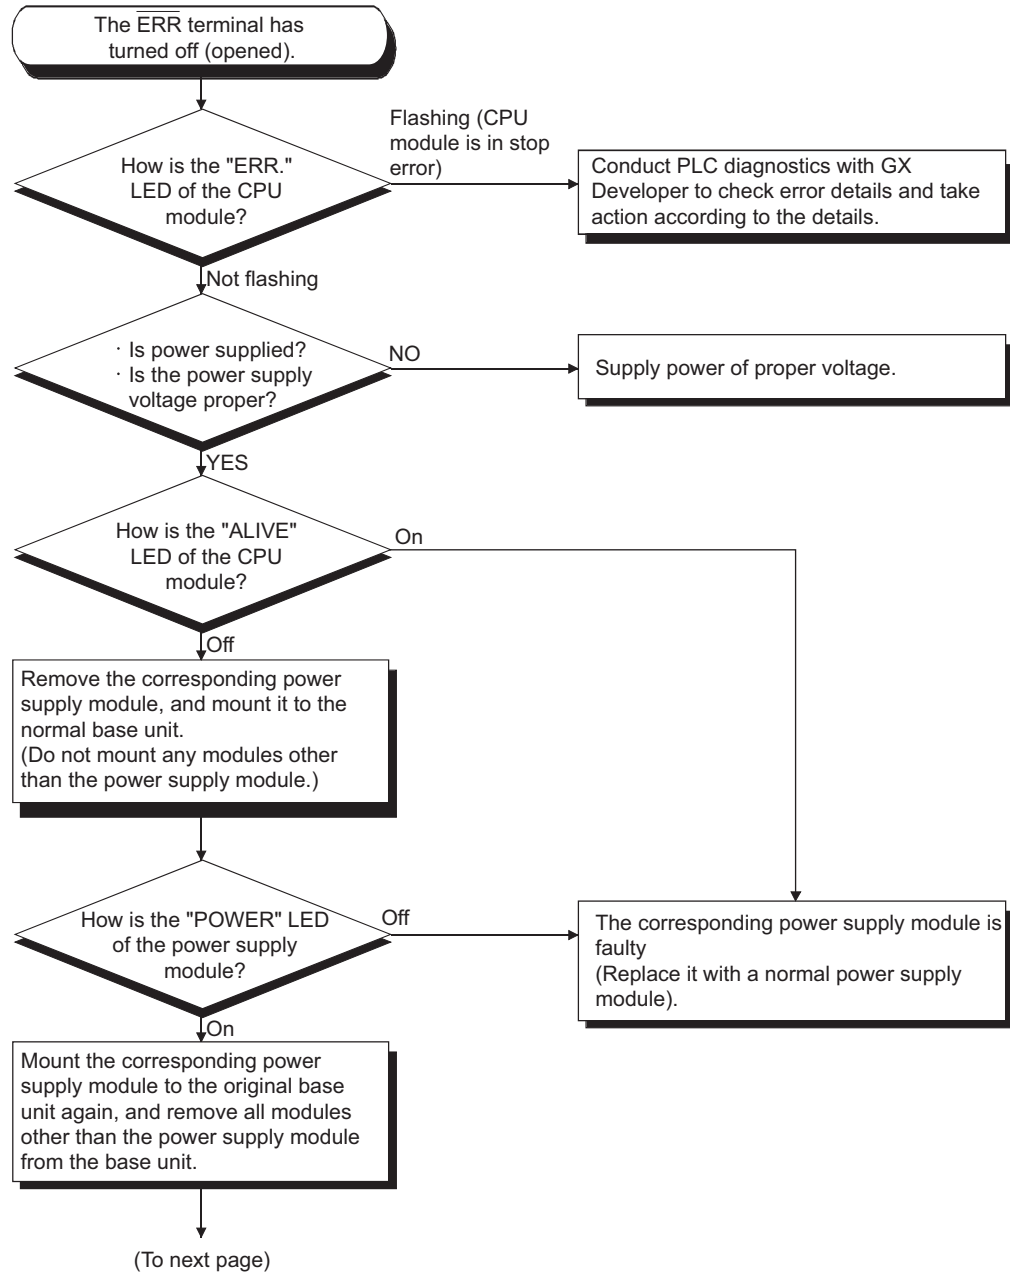 The ERR terminal has
turned off (opened).
How is the "ERR."
LED of the CPU
module?
Flashing (CPU
module is in stop
error)
Conduct PLC diagnostics with GX
Developer to check error details and take
action according to the details.
Not flashing
· Is power supplied?
· Is the power supply
voltage proper?
NO
Supply power of proper voltage.
YES
How is the "ALIVE"
LED of the CPU
module?
On
Off
Remove the corresponding power
supply module, and mount it to the
normal base unit.
(Do not mount any modules other
than the power supply module.)
How is the "POWER" LED
of the power supply
module?
Off
The corresponding power supply module is
faulty
(Replace it with a normal power supply
module).
On
Mount the corresponding power
supply module to the original base
unit again, and remove all modules
other than the power supply module
from the base unit.
(To next page)